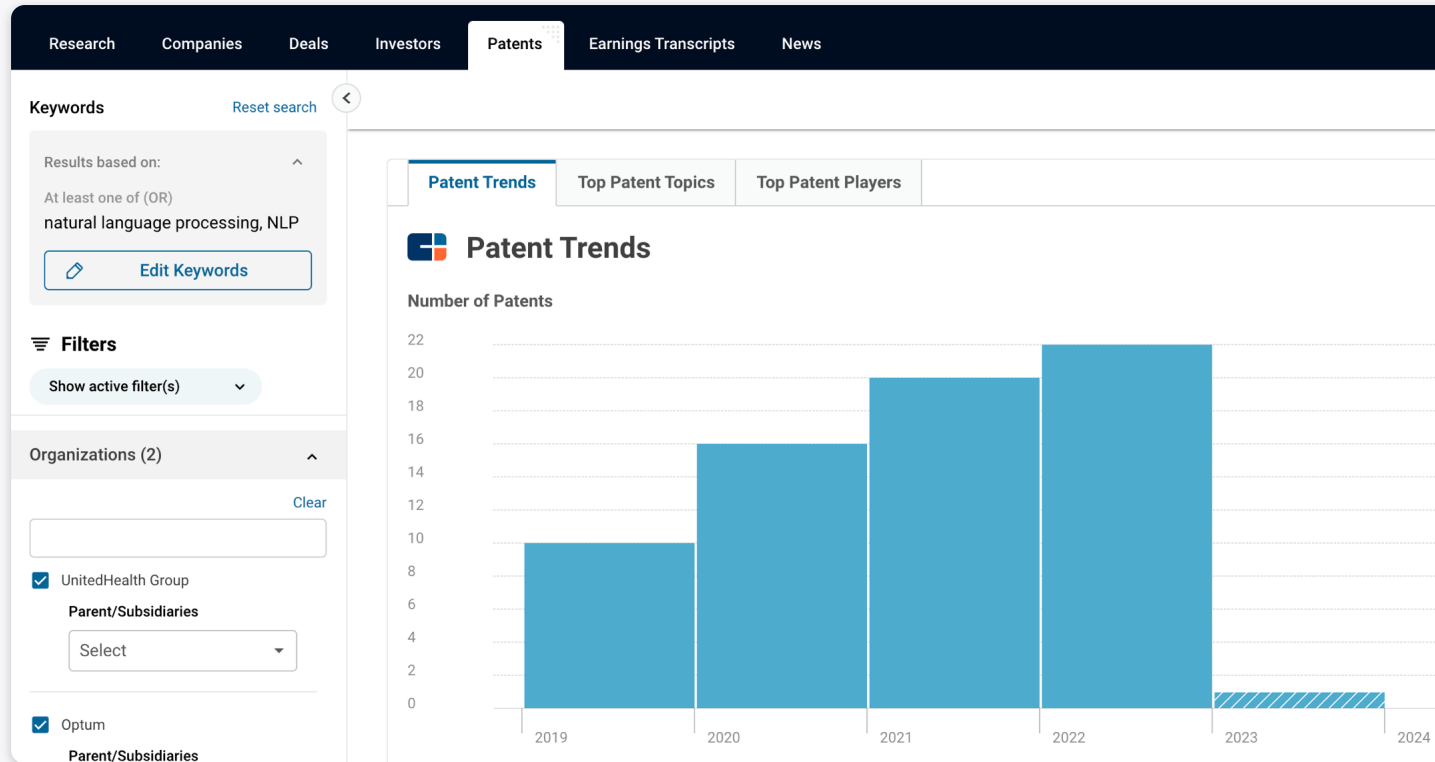 Research Companies Deals Investors Patents Earnings Transcripts News
Keywords Reset search
Results based on:
At least one of (OR)
natural language processing, NLP
Edit Keywords
Filters
Show active filter(s)
Organizations (2)
Clear
UnitedHealth Group
Parent/Subsidiaries
Select
Optum
Parent/Subsidiaries
Patent Trends Top Patent Topics Top Patent Players
Patent Trends
Number of Patents
22
20
18
16
14
12
10
8
6
4
2
0
2019 2020 2021 2022 2023 2024